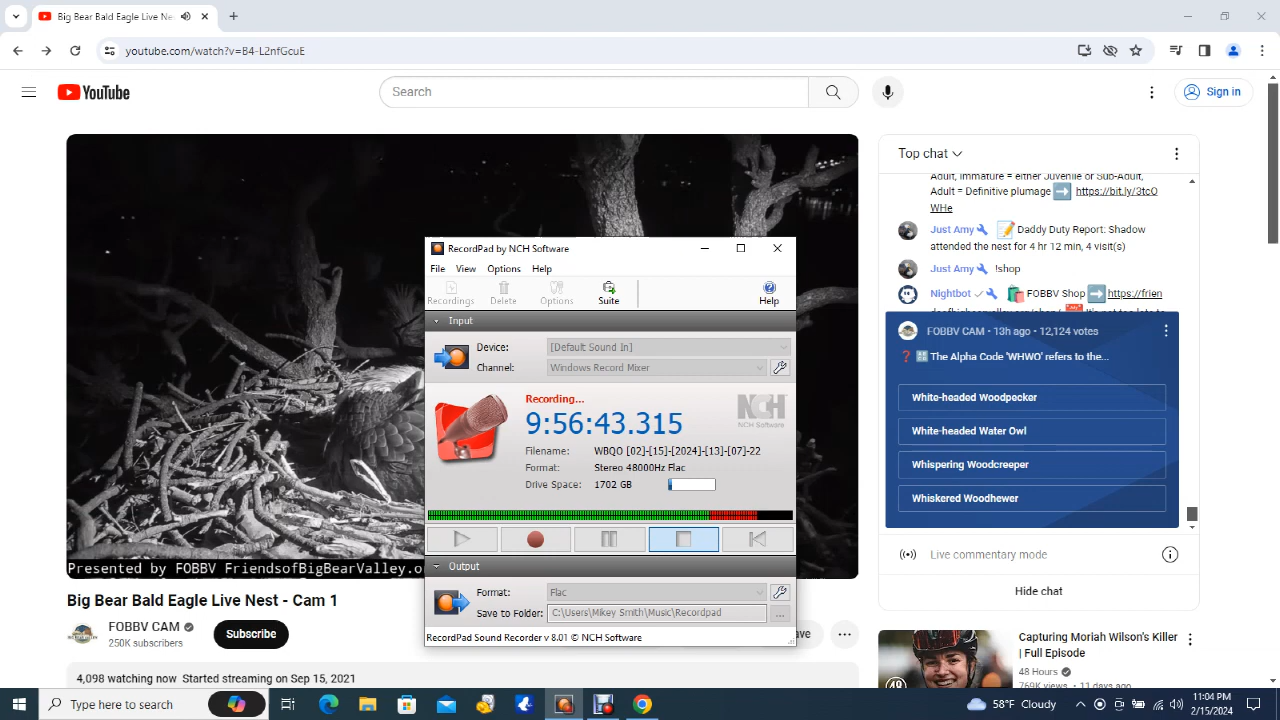 Big Bear Bald Eagle Live Nes
youtube.com/watch?v=B4-L2nfGcuE
YouTube
Search
Sign in
Top chat
Adult, Immature = either Juvenile or Sub-Adult,
Adult = Definitive plumage ➡️ https://bit.ly/3tcO
WHe
Just Amy 📝 Daddy Duty Report: Shadow
attended the nest for 4 hr 12 min, 4 visit(s)
Just Amy !shop
Nightbot 🛍️ FOBBV Shop ➡️ https://frien
FOBBV CAM • 13h ago • 12,124 votes
❓ 🔠 The Alpha Code 'WHWO' refers to the...
White-headed Woodpecker
White-headed Water Owl
Whispering Woodcreeper
Whiskered Woodhewer
Live commentary mode
Hide chat
RecordPad by NCH Software
File View Options Help
Recordings Delete Options Suite Help
Input
Device: [Default Sound In]
Channel: Windows Record Mixer
Recording...
9:56:43.315
NCH
NCH Software
Filename: WBQO [02]-[15]-[2024]-[13]-[07]-22
Format: Stereo 48000Hz Flac
Drive Space: 1702 GB
Output
Format: Flac
Save to Folder: C:\Users\Mikey Smith\Music\Recordpad
...
RecordPad Sound Recorder v 8.01 © NCH Software
Presented by FOBBV FriendsofBigBearValley.o
Big Bear Bald Eagle Live Nest - Cam 1
FOBBV CAM
250K subscribers
Subscribe
ave
4,098 watching now Started streaming on Sep 15, 2021
Capturing Moriah Wilson's Killer
| Full Episode
48 Hours
769K views • 11 days ago
48
Type here to search
58°F Cloudy
11:04 PM
2/15/2024